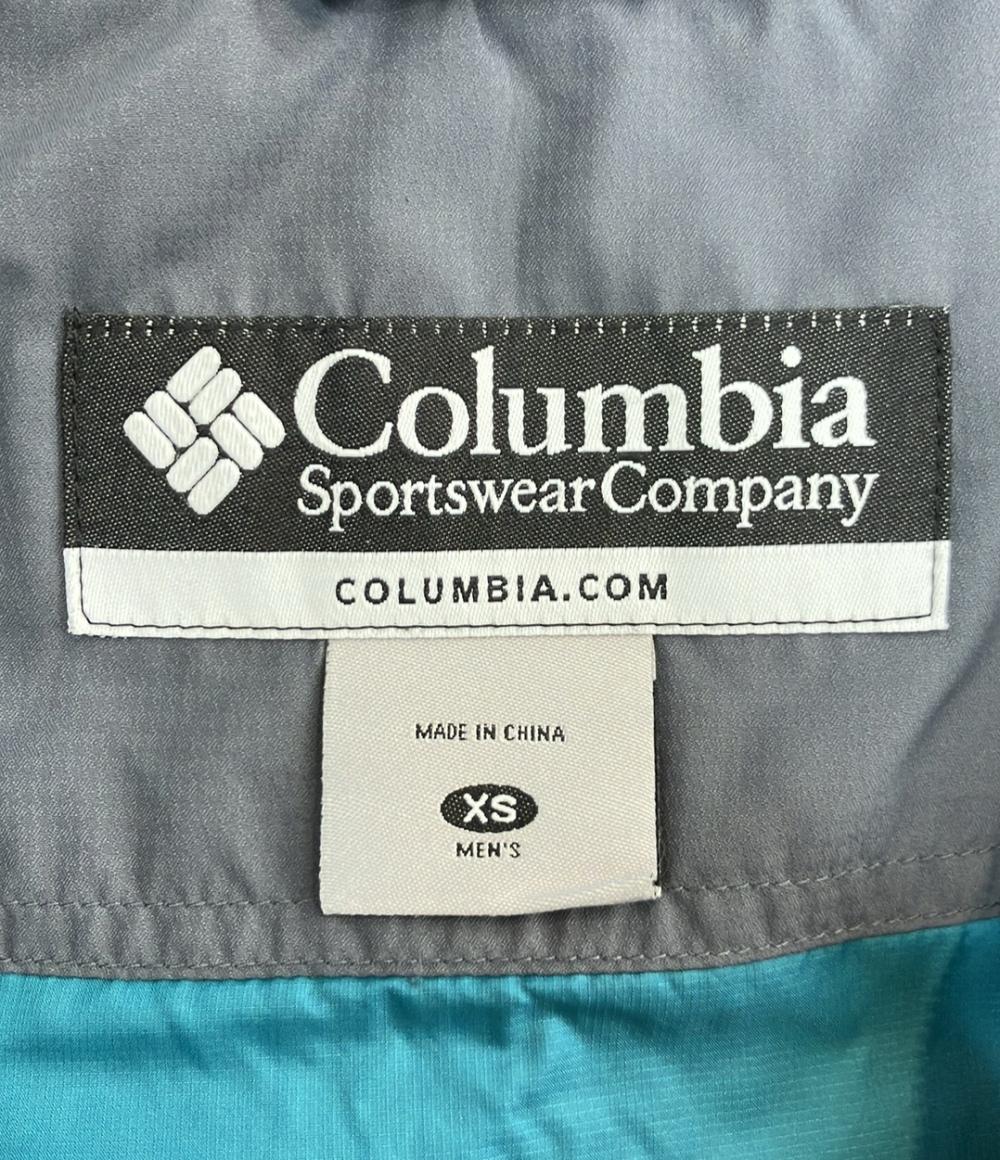 Columbia
Sportswear Company
COLUMBIA.COM
MADE IN CHINA
XS
MEN'S